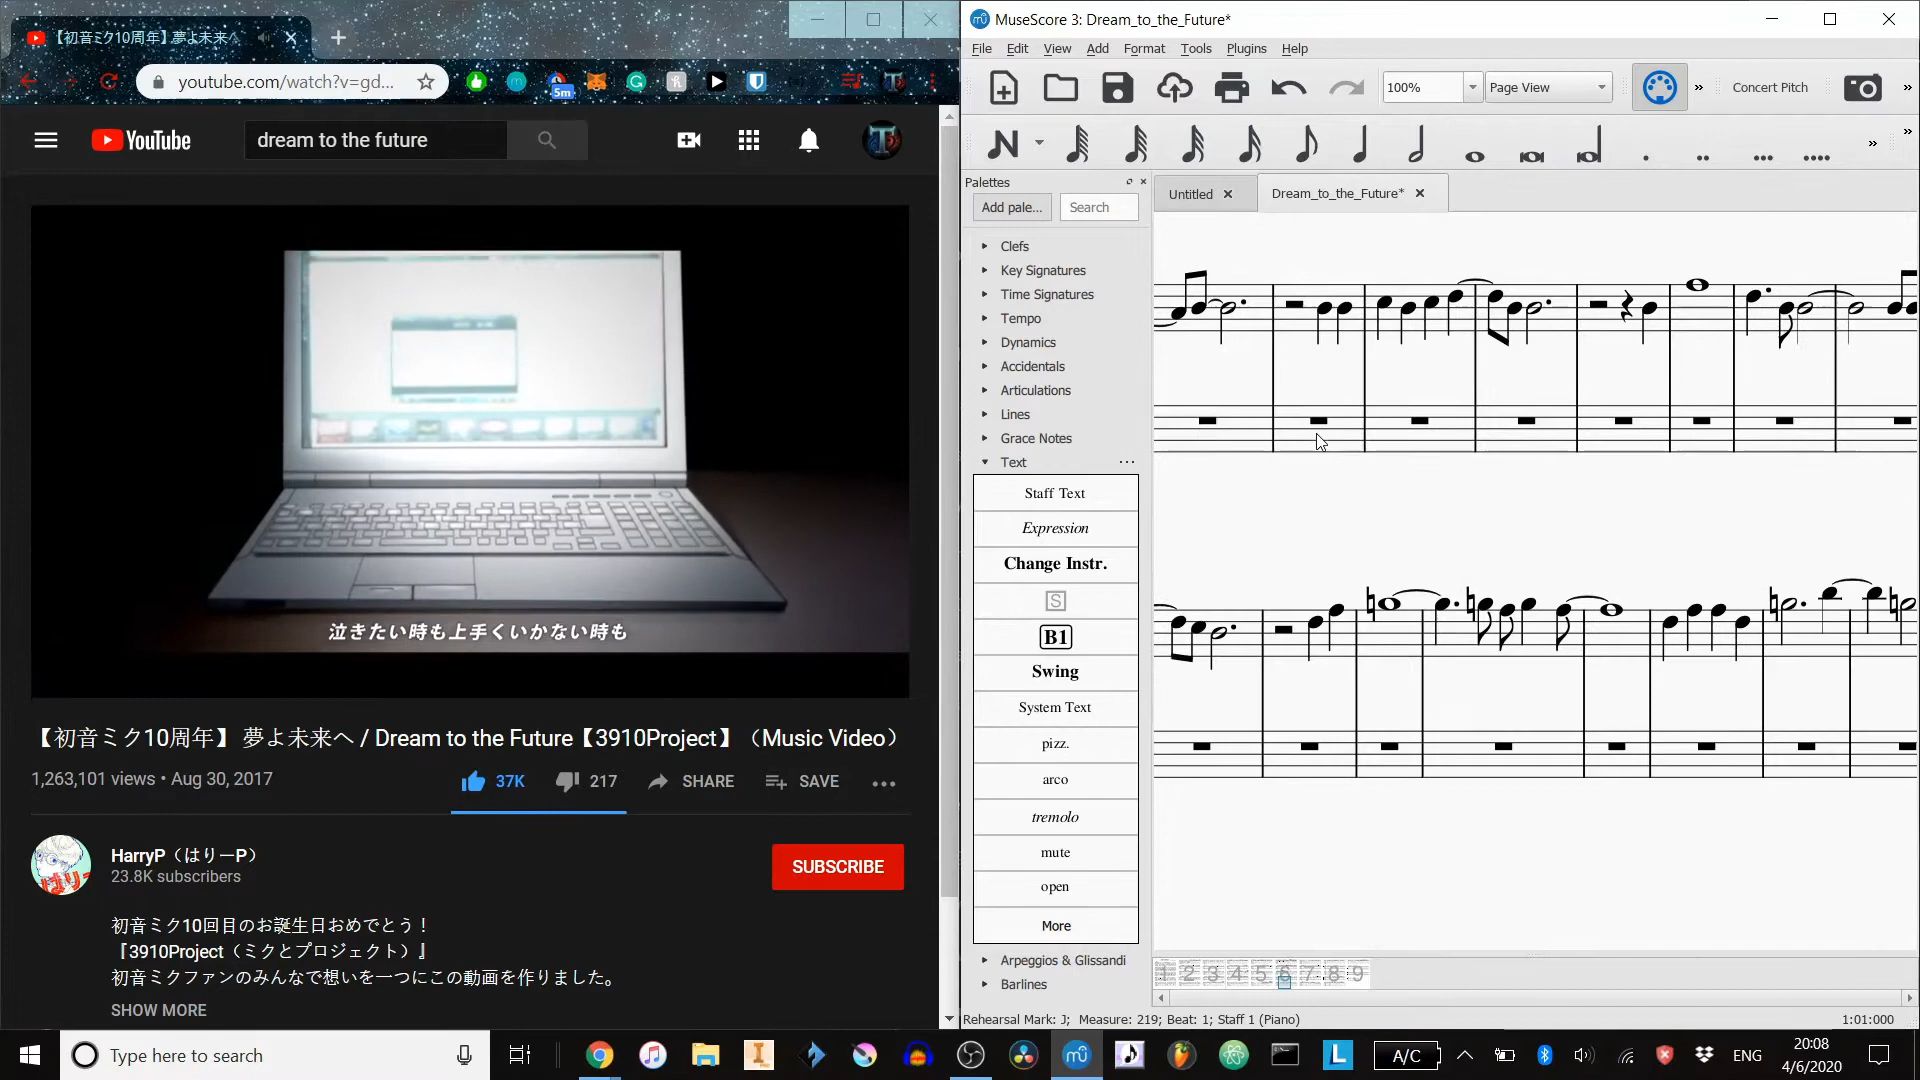 【初音ミク10周年】夢よ未来へ
youtube.com/watch?v=gd...
5m
YouTube
dream to the future
泣きたい時も上手くいかない時も
【初音ミク10周年】 夢よ未来へ / Dream to the Future【3910Project】（Music Video）
1,263,101 views • Aug 30, 2017
37K
217
SHARE
SAVE
HarryP（はりーP）
23.8K subscribers
SUBSCRIBE
初音ミク10回目のお誕生日おめでとう！
『3910Project（ミクとプロジェクト）』
初音ミクファンのみんなで想いを一つにこの動画を作りました。
SHOW MORE
MuseScore 3: Dream_to_the_Future*
File Edit View Add Format Tools Plugins Help
100%
Page View
Concert Pitch
Palettes
Add pale...
Search
Untitled
Dream_to_the_Future*
Clefs
Key Signatures
Time Signatures
Tempo
Dynamics
Accidentals
Articulations
Lines
Grace Notes
Text
Staff Text
Expression
Change Instr.
S
B1
Swing
System Text
pizz.
arco
tremolo
mute
open
More
Arpeggios & Glissandi
Barlines
1 2 3 4 5 6 7 8 9
Rehearsal Mark: J; Measure: 219; Beat: 1; Staff 1 (Piano)
1:01:000
Type here to search
L
A/C
ENG
20:08
4/6/2020